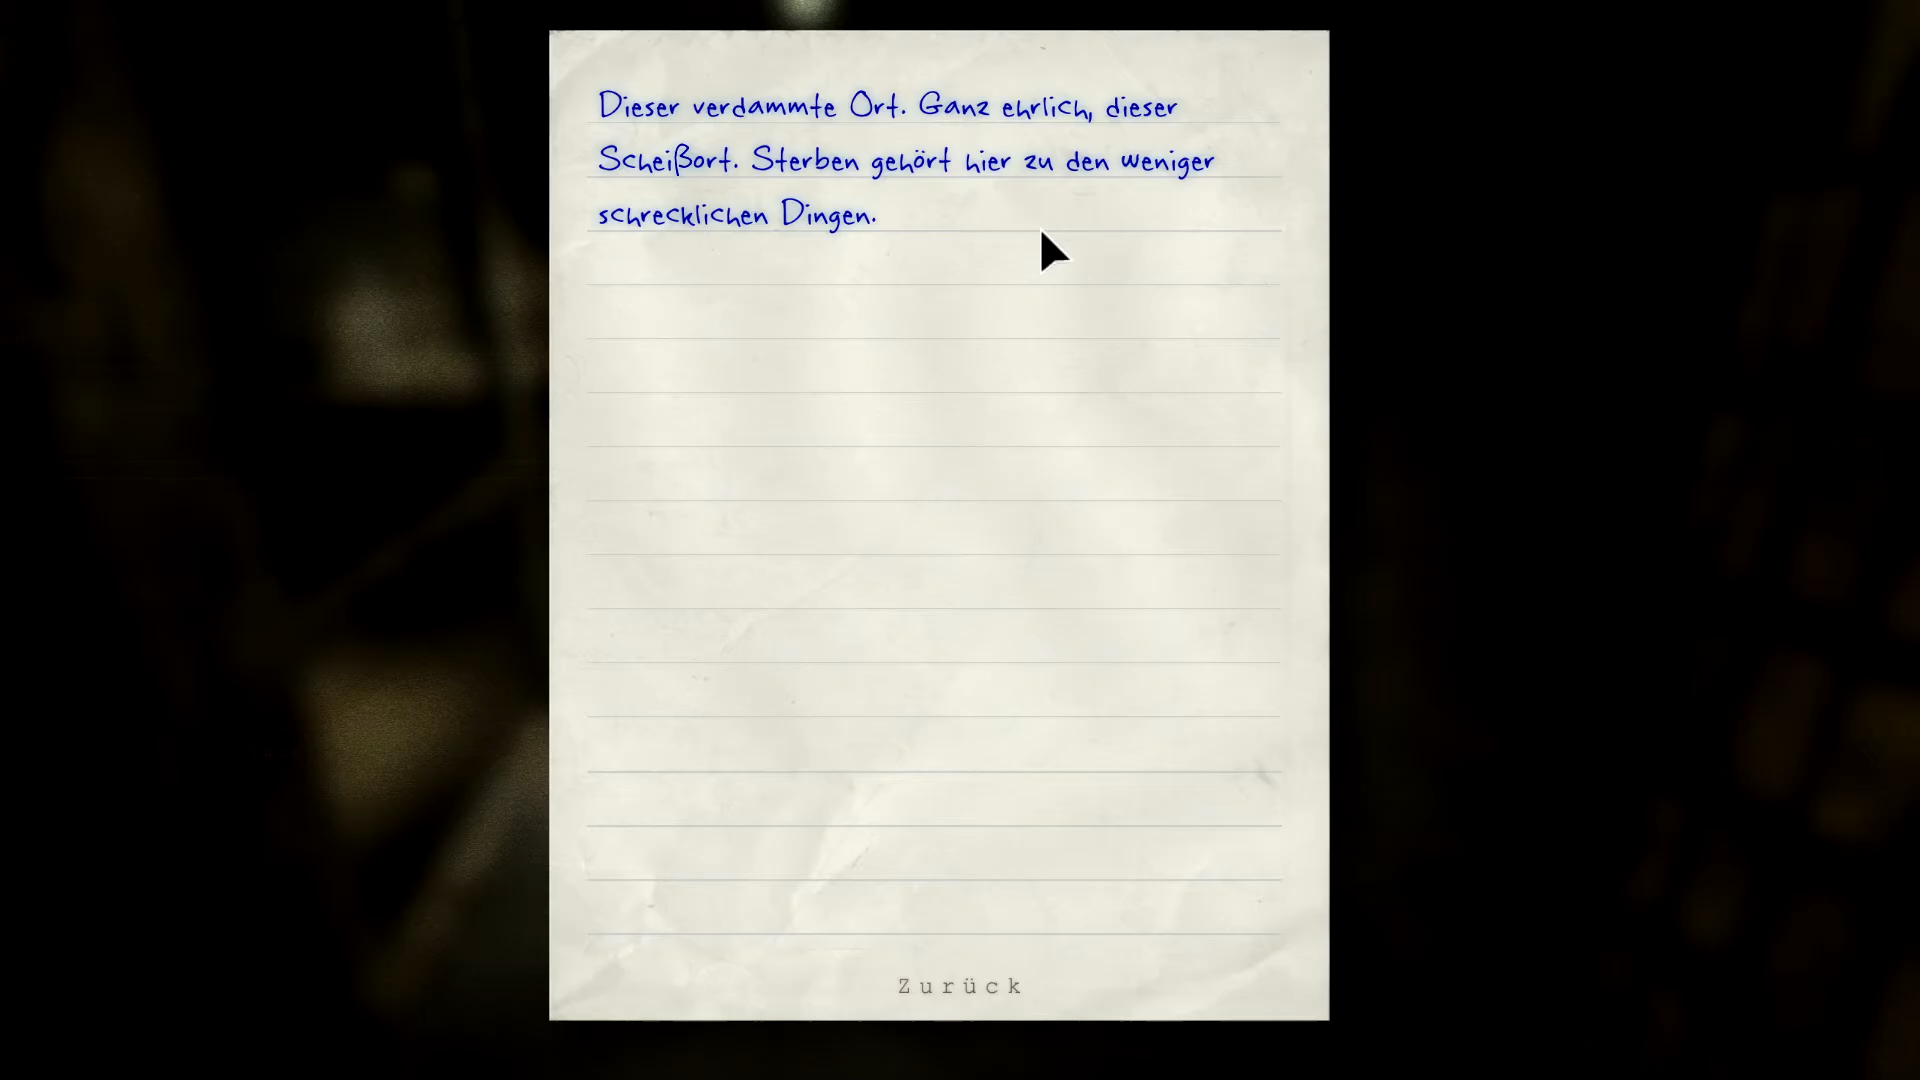 Dieser verdammte Ort. Ganz ehrlich, dieser
Scheißort. Sterben gehört hier zu den weniger
schrecklichen Dingen.
Zurück